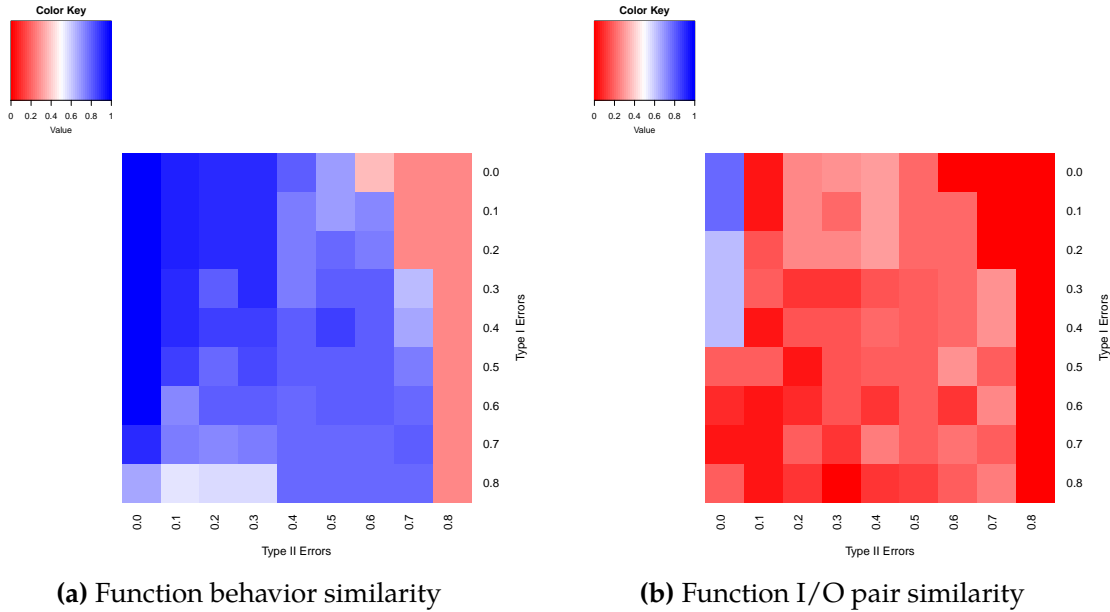 Color Key
0 0.2 0.4 0.6 0.8 1
Value
0.0
0.1
0.2
0.3
0.4
0.5
0.6
0.7
0.8
Type I Errors
0.0 0.1 0.2 0.3 0.4 0.5 0.6 0.7 0.8
Type II Errors
(a) Function behavior similarity
Color Key
0 0.2 0.4 0.6 0.8 1
Value
0.0
0.1
0.2
0.3
0.4
0.5
0.6
0.7
0.8
Type I Errors
0.0 0.1 0.2 0.3 0.4 0.5 0.6 0.7 0.8
Type II Errors
(b) Function I/O pair similarity